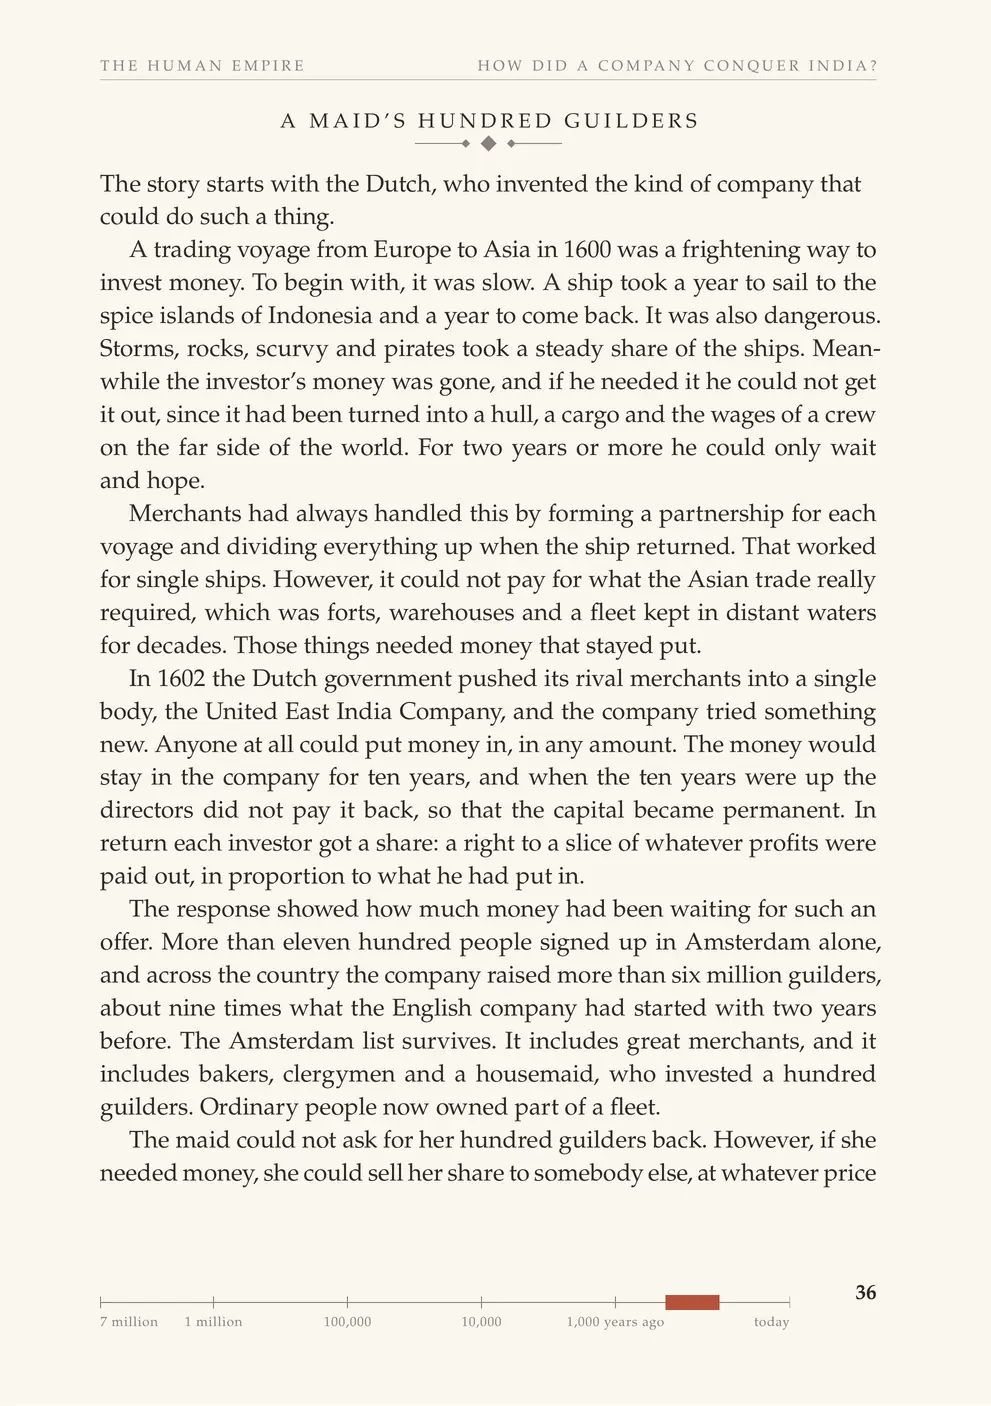 THE HUMAN EMPIRE
HOW DID A COMPANY CONQUER INDIA?
A MAID’S HUNDRED GUILDERS
The story starts with the Dutch, who invented the kind of company that
could do such a thing.
A trading voyage from Europe to Asia in 1600 was a frightening way to
invest money. To begin with, it was slow. A ship took a year to sail to the
spice islands of Indonesia and a year to come back. It was also dangerous.
Storms, rocks, scurvy and pirates took a steady share of the ships. Mean-
while the investor’s money was gone, and if he needed it he could not get
it out, since it had been turned into a hull, a cargo and the wages of a crew
on the far side of the world. For two years or more he could only wait
and hope.
Merchants had always handled this by forming a partnership for each
voyage and dividing everything up when the ship returned. That worked
for single ships. However, it could not pay for what the Asian trade really
required, which was forts, warehouses and a fleet kept in distant waters
for decades. Those things needed money that stayed put.
In 1602 the Dutch government pushed its rival merchants into a single
body, the United East India Company, and the company tried something
new. Anyone at all could put money in, in any amount. The money would
stay in the company for ten years, and when the ten years were up the
directors did not pay it back, so that the capital became permanent. In
return each investor got a share: a right to a slice of whatever profits were
paid out, in proportion to what he had put in.
The response showed how much money had been waiting for such an
offer. More than eleven hundred people signed up in Amsterdam alone,
and across the country the company raised more than six million guilders,
about nine times what the English company had started with two years
before. The Amsterdam list survives. It includes great merchants, and it
includes bakers, clergymen and a housemaid, who invested a hundred
guilders. Ordinary people now owned part of a fleet.
The maid could not ask for her hundred guilders back. However, if she
needed money, she could sell her share to somebody else, at whatever price
36
7 million 1 million 100,000 10,000 1,000 years ago today